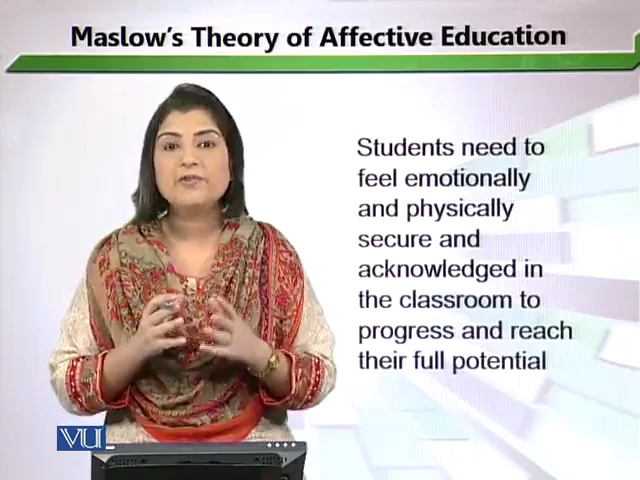 Maslow's Theory of Affective Education
Students need to
feel emotionally
and physically
secure and
acknowledged in
the classroom to
progress and reach
their full potential
VU